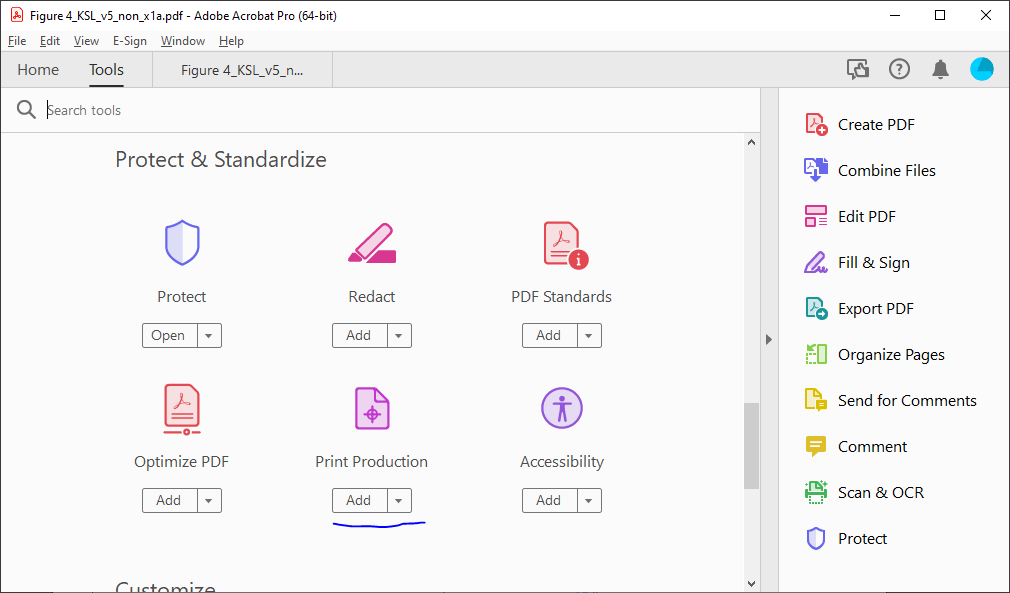 Figure 4_KSL_v5_non_x1a.pdf - Adobe Acrobat Pro (64-bit)
File Edit View E-Sign Window Help
Home Tools Figure 4_KSL_v5_n...
Search tools
Protect & Standardize
Protect Redact PDF Standards
Open Add Add
Optimize PDF Print Production Accessibility
Add Add Add
Customize
Create PDF
Combine Files
Edit PDF
Fill & Sign
Export PDF
Organize Pages
Send for Comments
Comment
Scan & OCR
Protect